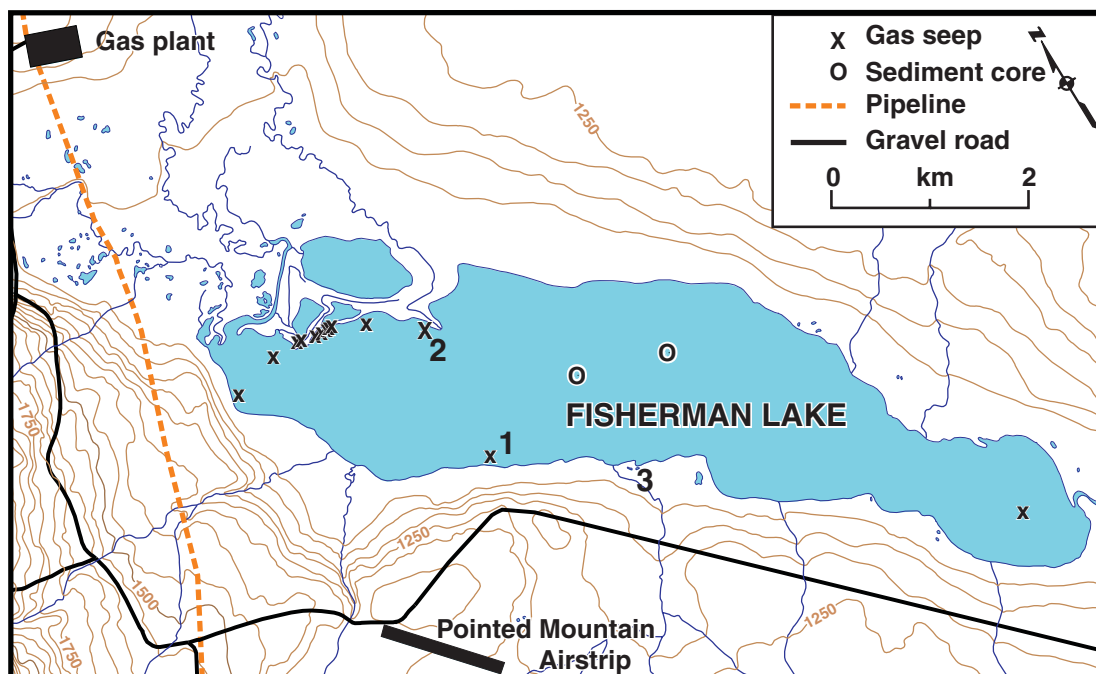 Gas plant
X Gas seep
O Sediment core
Pipeline
Gravel road
0 km 2
N
1250
X
X X X X X X
X
X
X
2
O
O
FISHERMAN LAKE
1
X
3
X
1750
1250
1500
1250
1750
Pointed Mountain
Airstrip